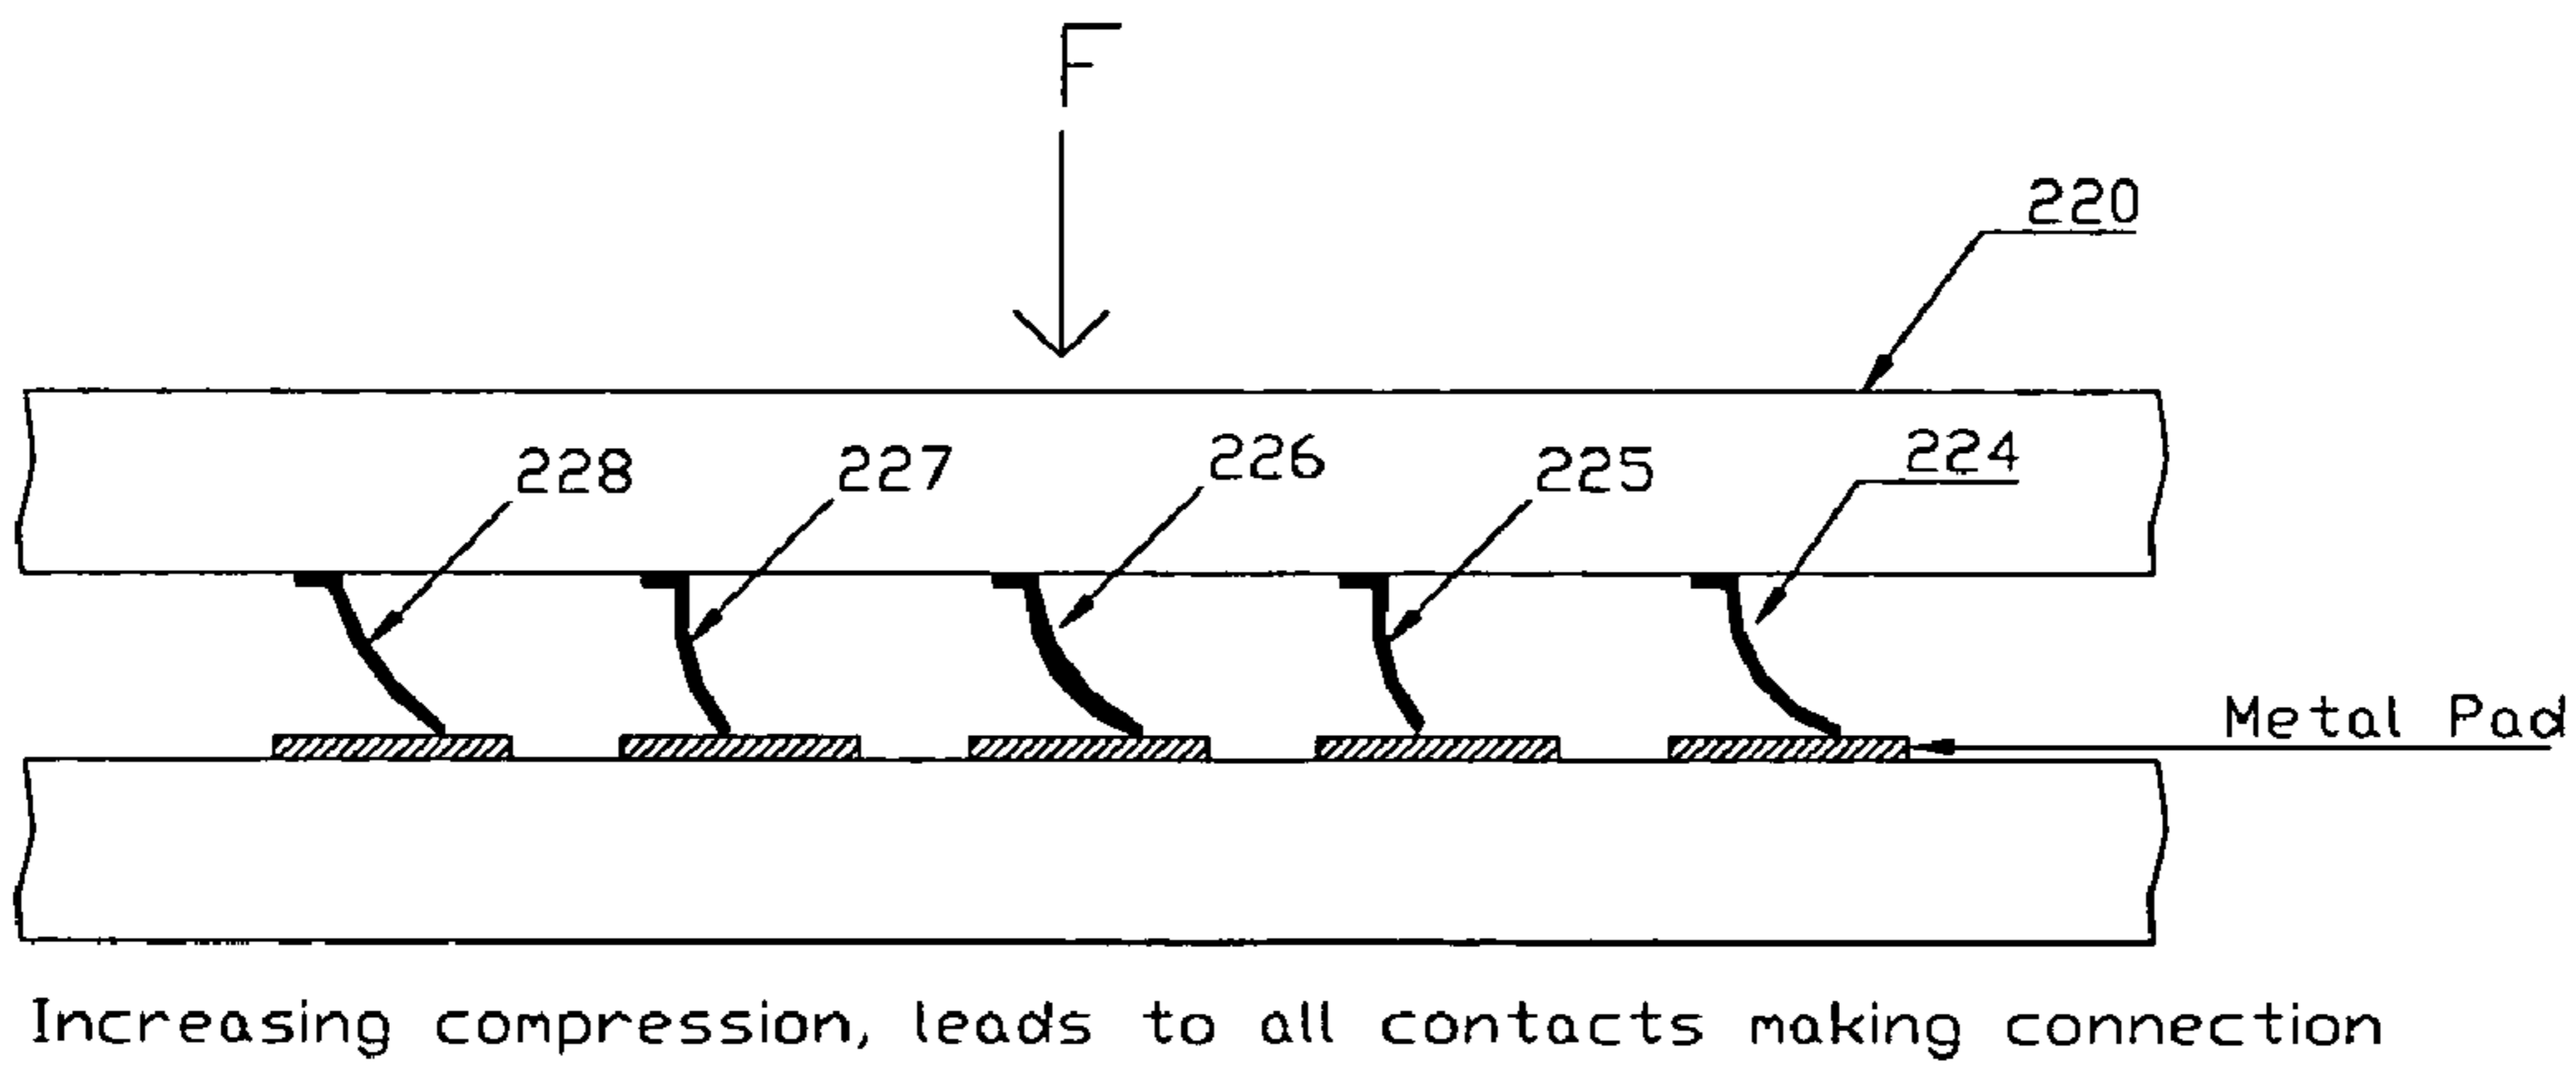 F
220
228 227 226 225 224
Metal Pad
Increasing compression, leads to all contacts making connection